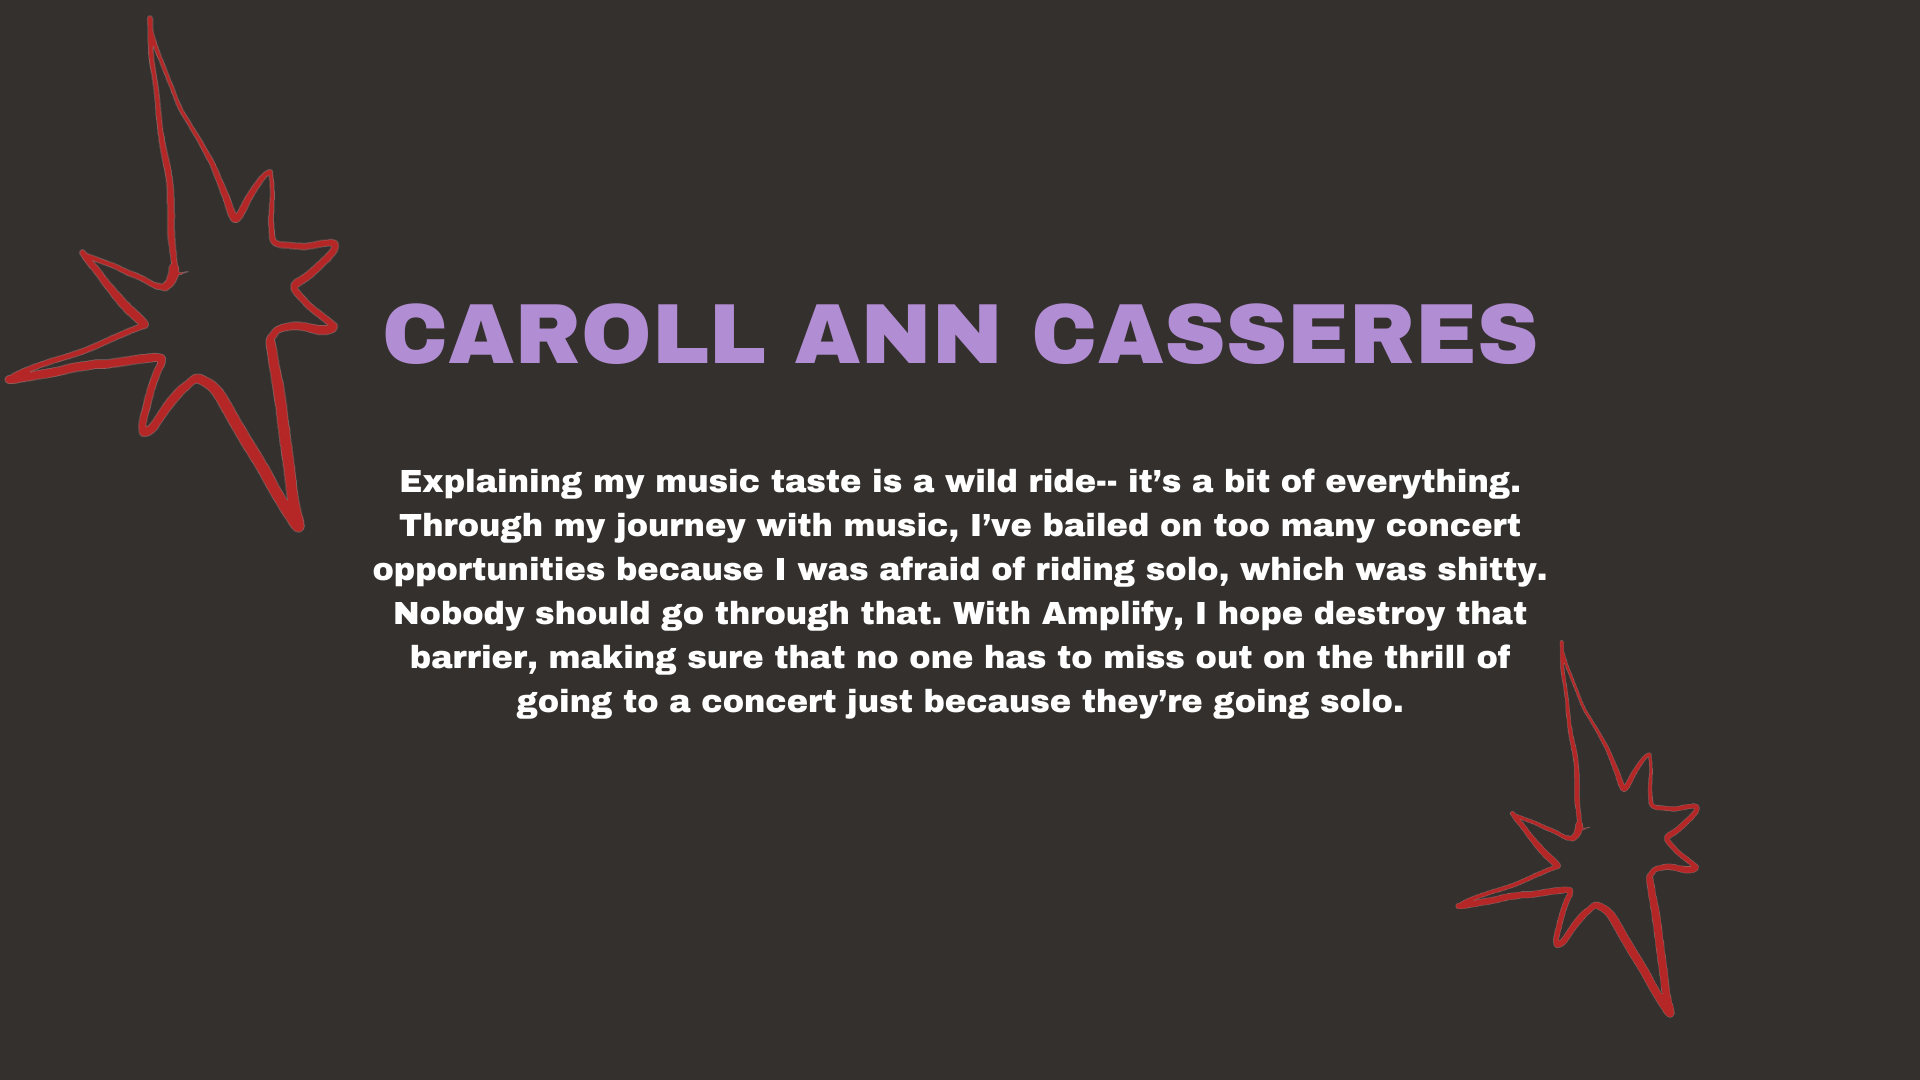 CAROLL ANN CASSERES
Explaining my music taste is a wild ride-- it’s a bit of everything.
Through my journey with music, I’ve bailed on too many concert
opportunities because I was afraid of riding solo, which was shitty.
Nobody should go through that. With Amplify, I hope destroy that
barrier, making sure that no one has to miss out on the thrill of
going to a concert just because they’re going solo.